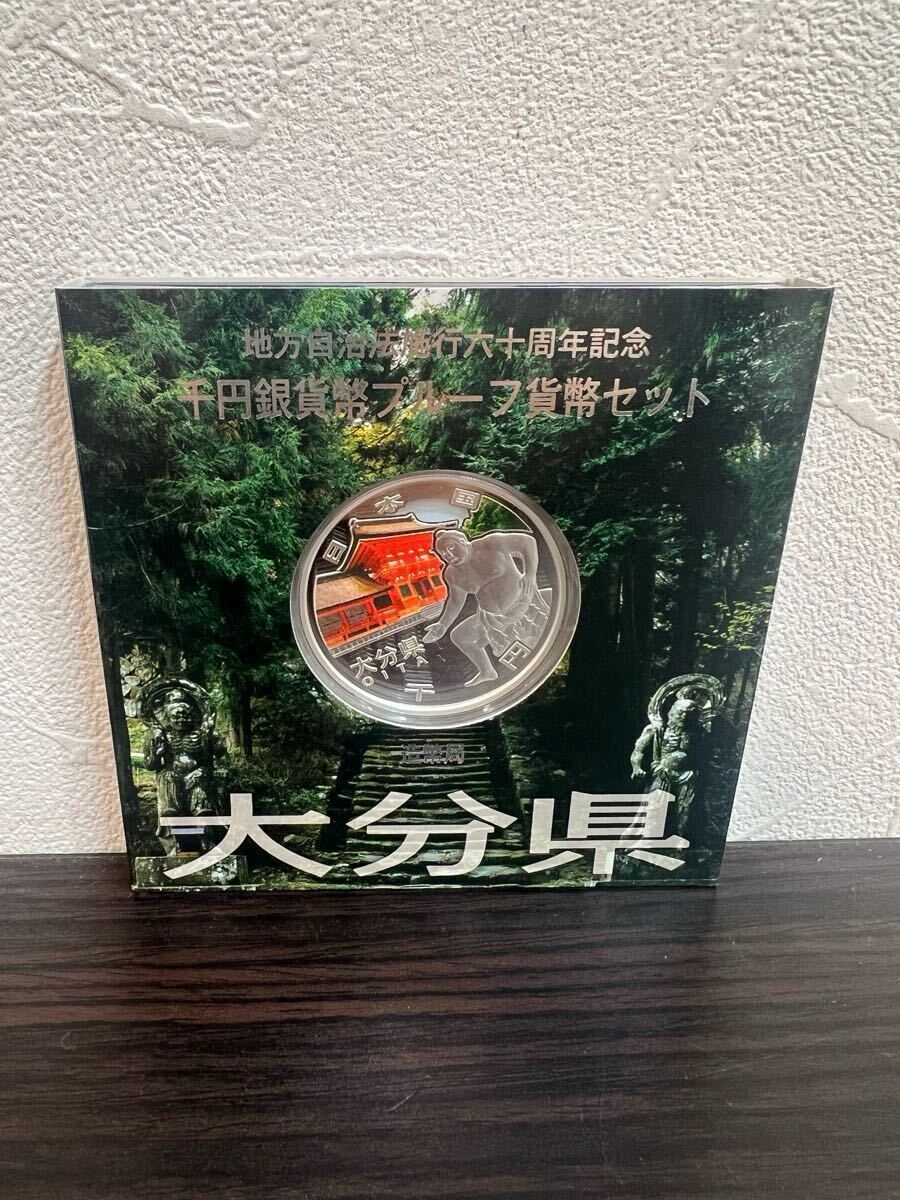 地方自治法施行六十周年記念
千円銀貨幣プルーフ貨幣セット
日本国
大分県
OITA
千円
造幣局
大分県